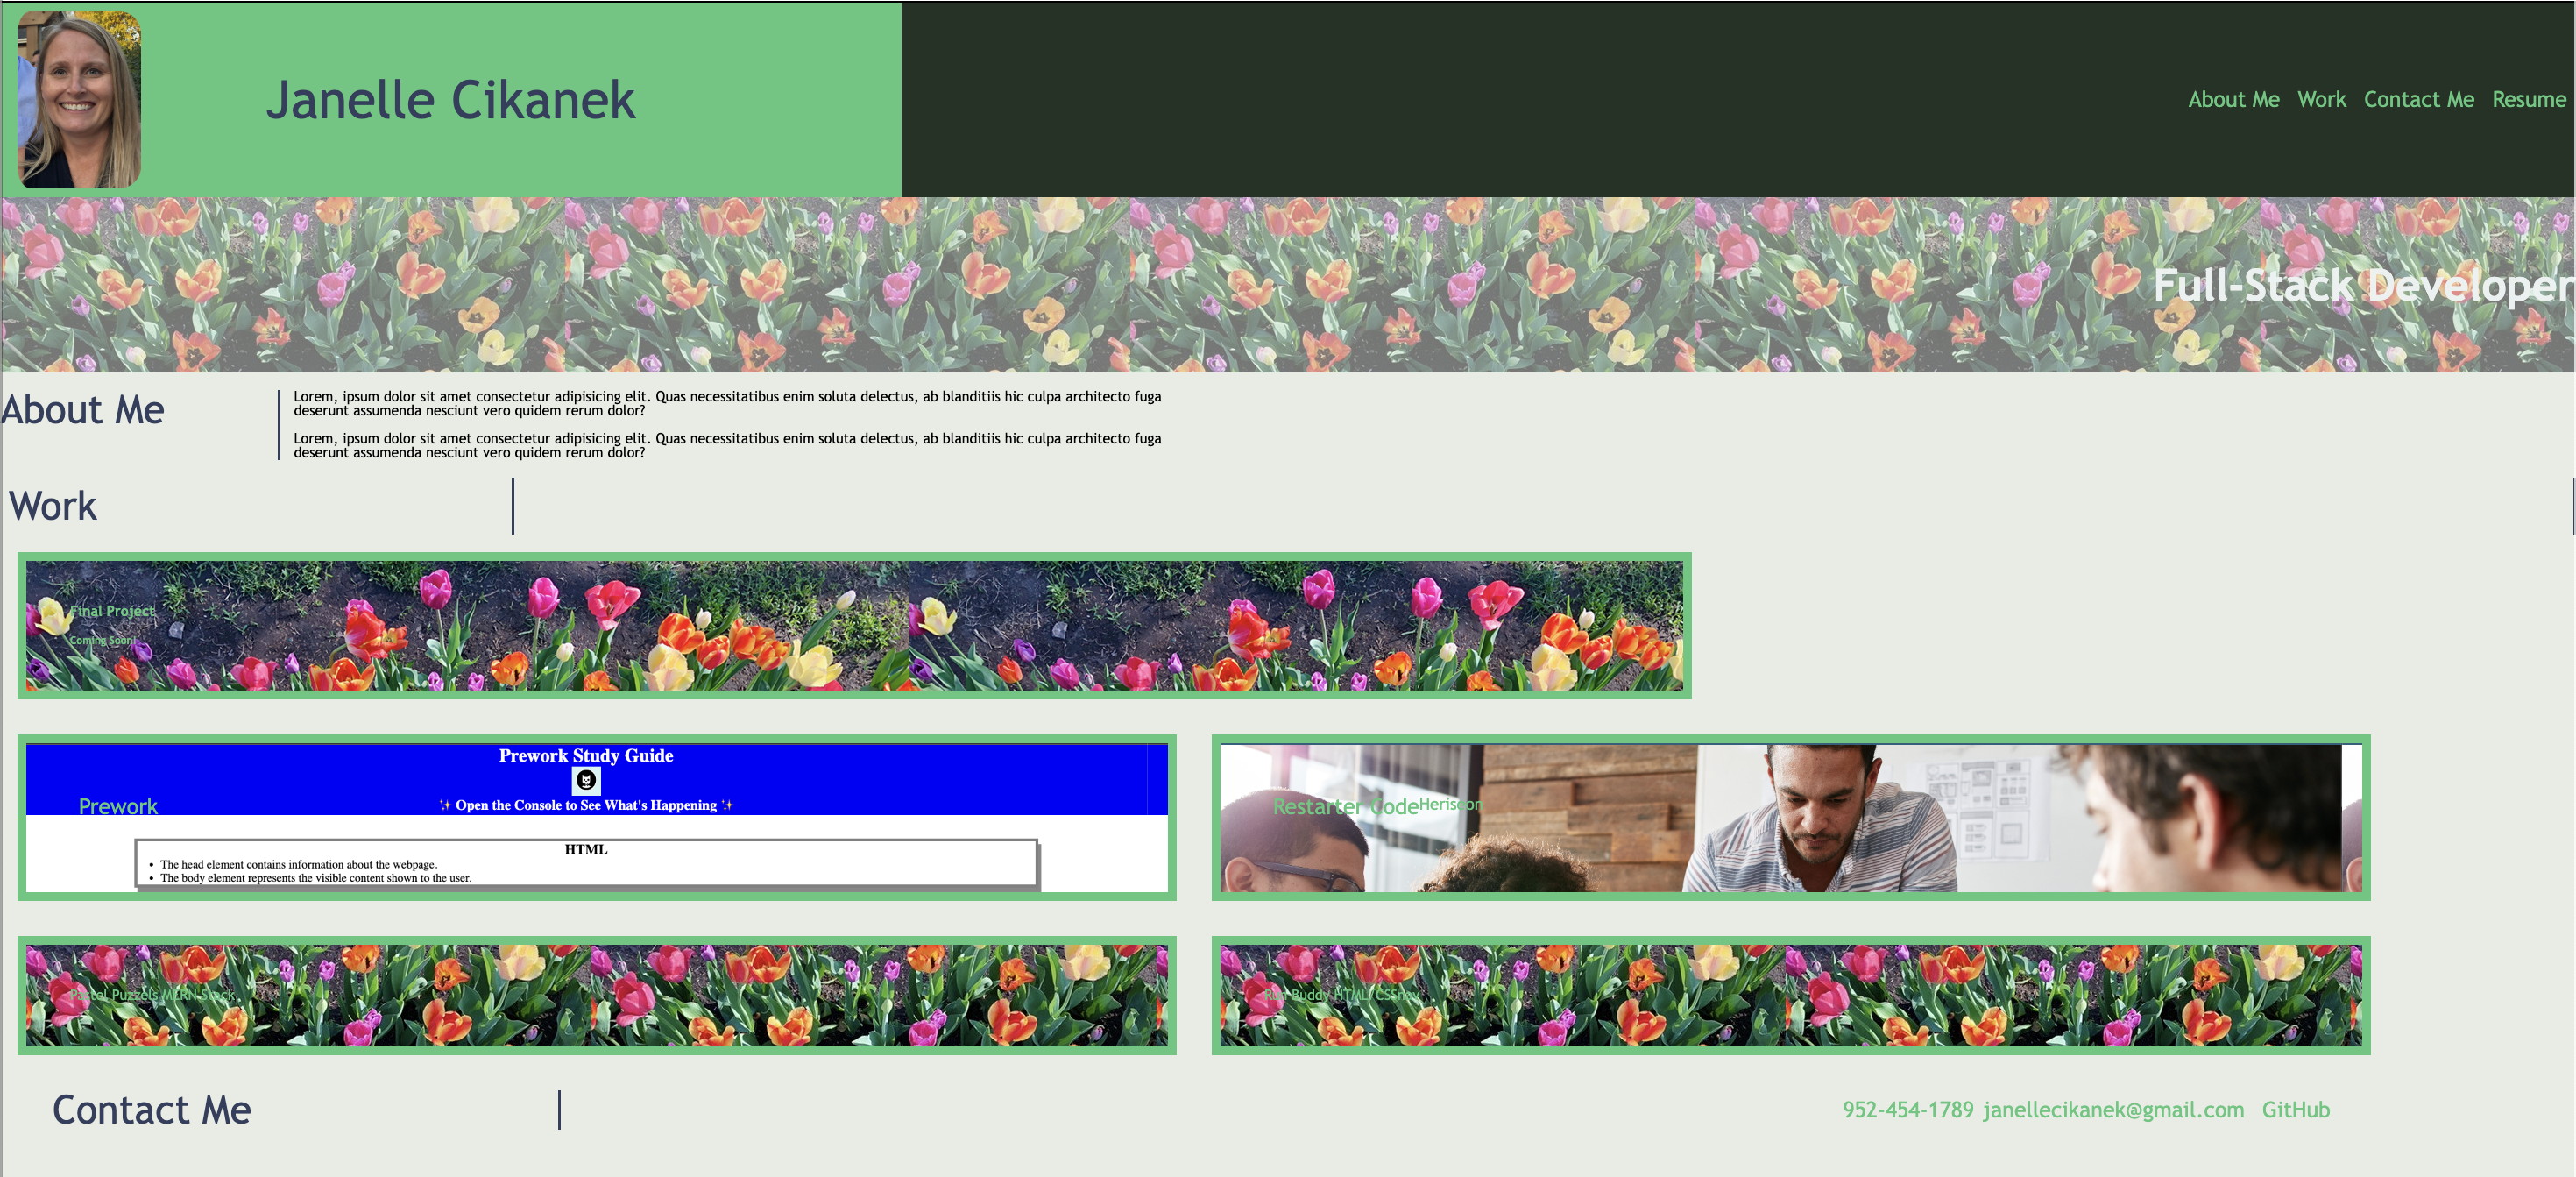 Janelle Cikanek
About Me Work Contact Me Resume
Full-Stack Developer
About Me
Lorem, ipsum dolor sit amet consectetur adipisicing elit. Quas necessitatibus enim soluta delectus, ab blanditiis hic culpa architecto fuga
deserunt assumenda nesciunt vero quidem rerum dolor?
Lorem, ipsum dolor sit amet consectetur adipisicing elit. Quas necessitatibus enim soluta delectus, ab blanditiis hic culpa architecto fuga
deserunt assumenda nesciunt vero quidem rerum dolor?
Work
Final Project
Coming Soon!
Prework Study Guide
✨ Open the Console to See What's Happening ✨
Prework
HTML
• The head element contains information about the webpage.
• The body element represents the visible content shown to the user.
Restarter Code Heriseon
Pastel Puzzels MERN Stack
Run Buddy HTML/CSS
Contact Me
952-454-1789 janellecikanek@gmail.com GitHub